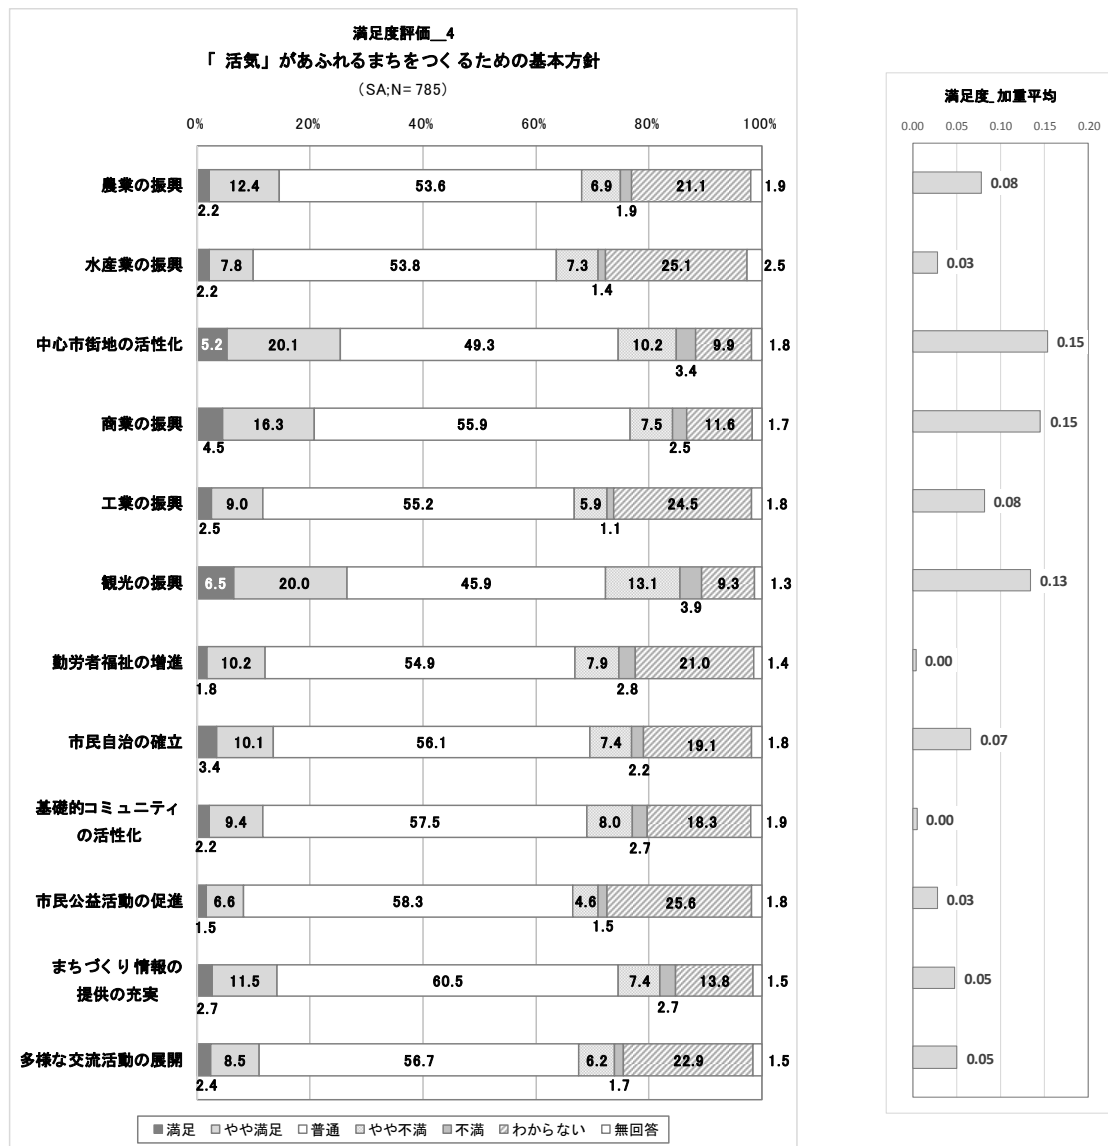 満足度評価＿4
「 活気」があふれるまちをつくるための基本方針
（SA;N= 785）
0% 20% 40% 60% 80% 100%
農業の振興 12.4 53.6 6.9 21.1 1.9
2.2 1.9
水産業の振興 7.8 53.8 7.3 25.1 2.5
2.2 1.4
中心市街地の活性化 5.2 20.1 49.3 10.2 9.9 1.8
3.4
商業の振興 16.3 55.9 7.5 11.6 1.7
4.5 2.5
工業の振興 9.0 55.2 5.9 24.5 1.8
2.5 1.1
観光の振興 6.5 20.0 45.9 13.1 9.3 1.3
3.9
勤労者福祉の増進 10.2 54.9 7.9 21.0 1.4
1.8 2.8
市民自治の確立 10.1 56.1 7.4 19.1 1.8
3.4 2.2
基礎的コミュニティ
の活性化 9.4 57.5 8.0 18.3 1.9
2.2 2.7
市民公益活動の促進 6.6 58.3 4.6 25.6 1.8
1.5 1.5
まちづくり情報の
提供の充実 11.5 60.5 7.4 13.8 1.5
2.7 2.7
多様な交流活動の展開 8.5 56.7 6.2 22.9 1.5
2.4 1.7
満足 やや満足 普通 やや不満 不満 わからない 無回答
満足度_加重平均
0.00 0.05 0.10 0.15 0.20
0.08
0.03
0.15
0.15
0.08
0.13
0.00
0.07
0.00
0.03
0.05
0.05